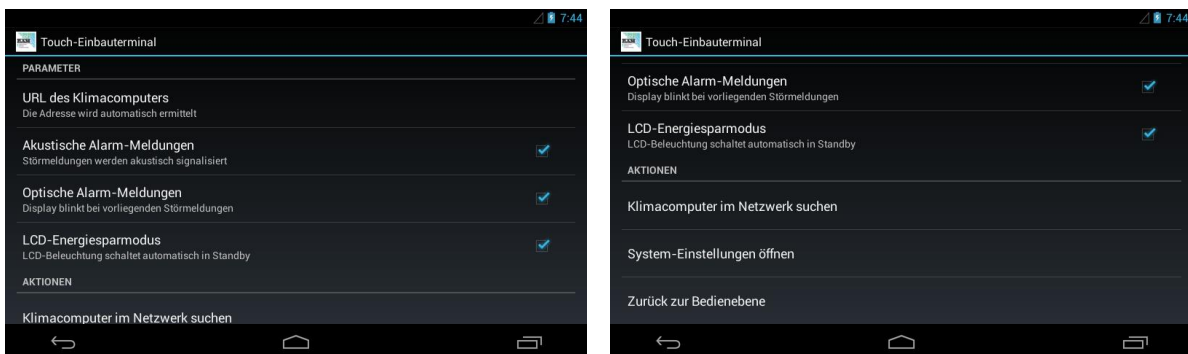 7:44
Touch-Einbauterminal
PARAMETER
URL des Klimacomputers
Die Adresse wird automatisch ermittelt
Akustische Alarm-Meldungen
Störmeldungen werden akustisch signalisiert
Optische Alarm-Meldungen
Display blinkt bei vorliegenden Störmeldungen
LCD-Energiesparmodus
LCD-Beleuchtung schaltet automatisch in Standby
AKTIONEN
Klimacomputer im Netzwerk suchen
7:44
Touch-Einbauterminal
Optische Alarm-Meldungen
Display blinkt bei vorliegenden Störmeldungen
LCD-Energiesparmodus
LCD-Beleuchtung schaltet automatisch in Standby
AKTIONEN
Klimacomputer im Netzwerk suchen
System-Einstellungen öffnen
Zurück zur Bedienebene